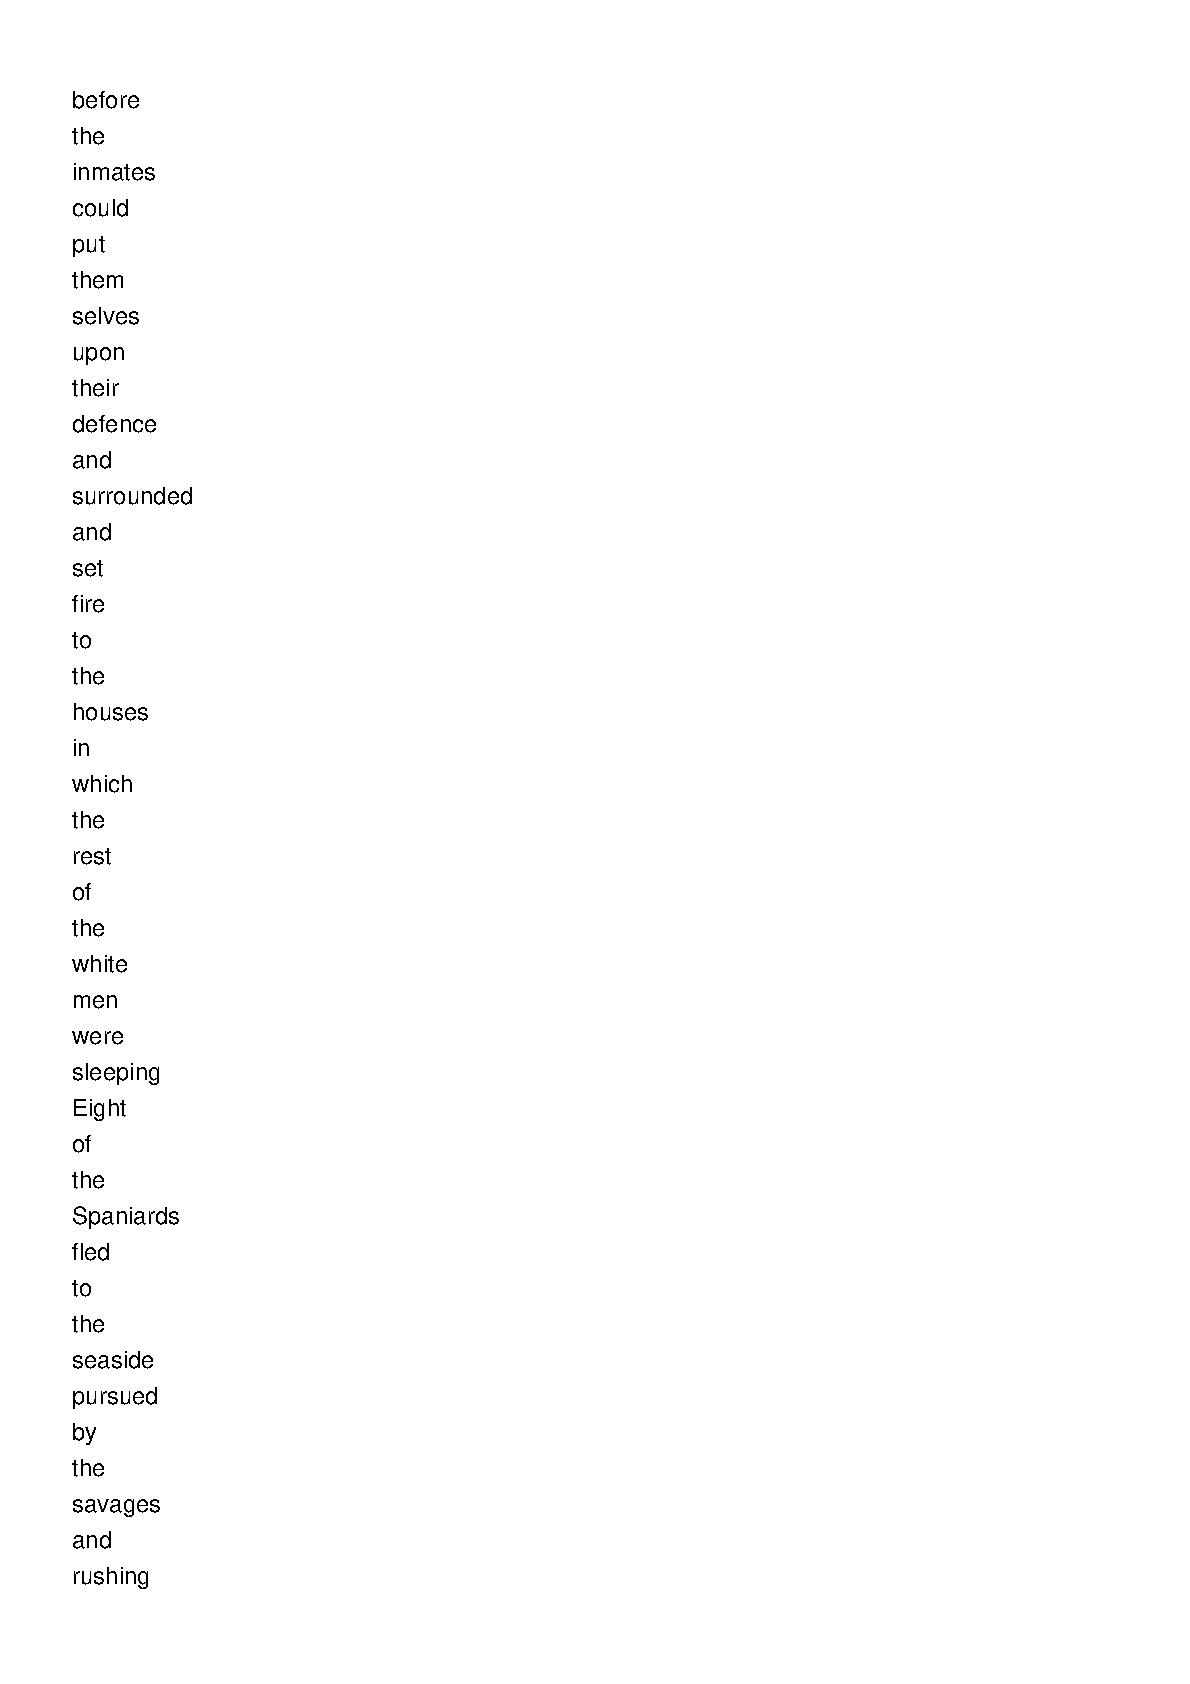 before
the
inmates
could
put
them
selves
upon
their
defence
and
surrounded
and
set
fire
to
the
houses
in
which
the
rest
of
the
white
men
were
sleeping
Eight
of
the
Spaniards
fled
to
the
seaside
pursued
by
the
savages
and
rushing